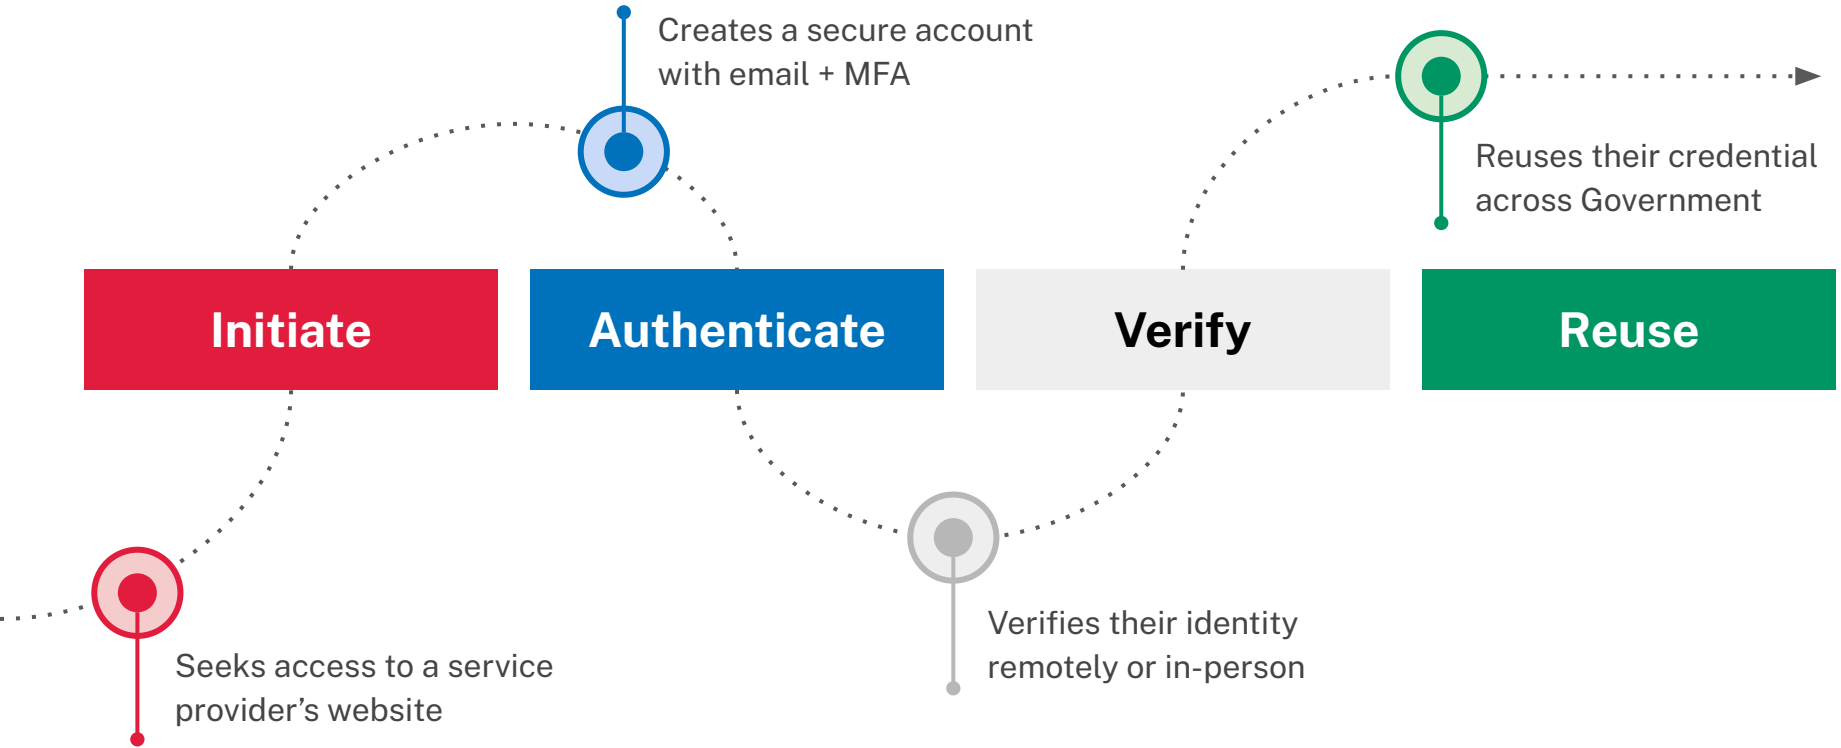 Creates a secure account
with email + MFA
Reuses their credential
across Government
Initiate
Authenticate
Verify
Reuse
Verifies their identity
remotely or in-person
Seeks access to a service
provider’s website